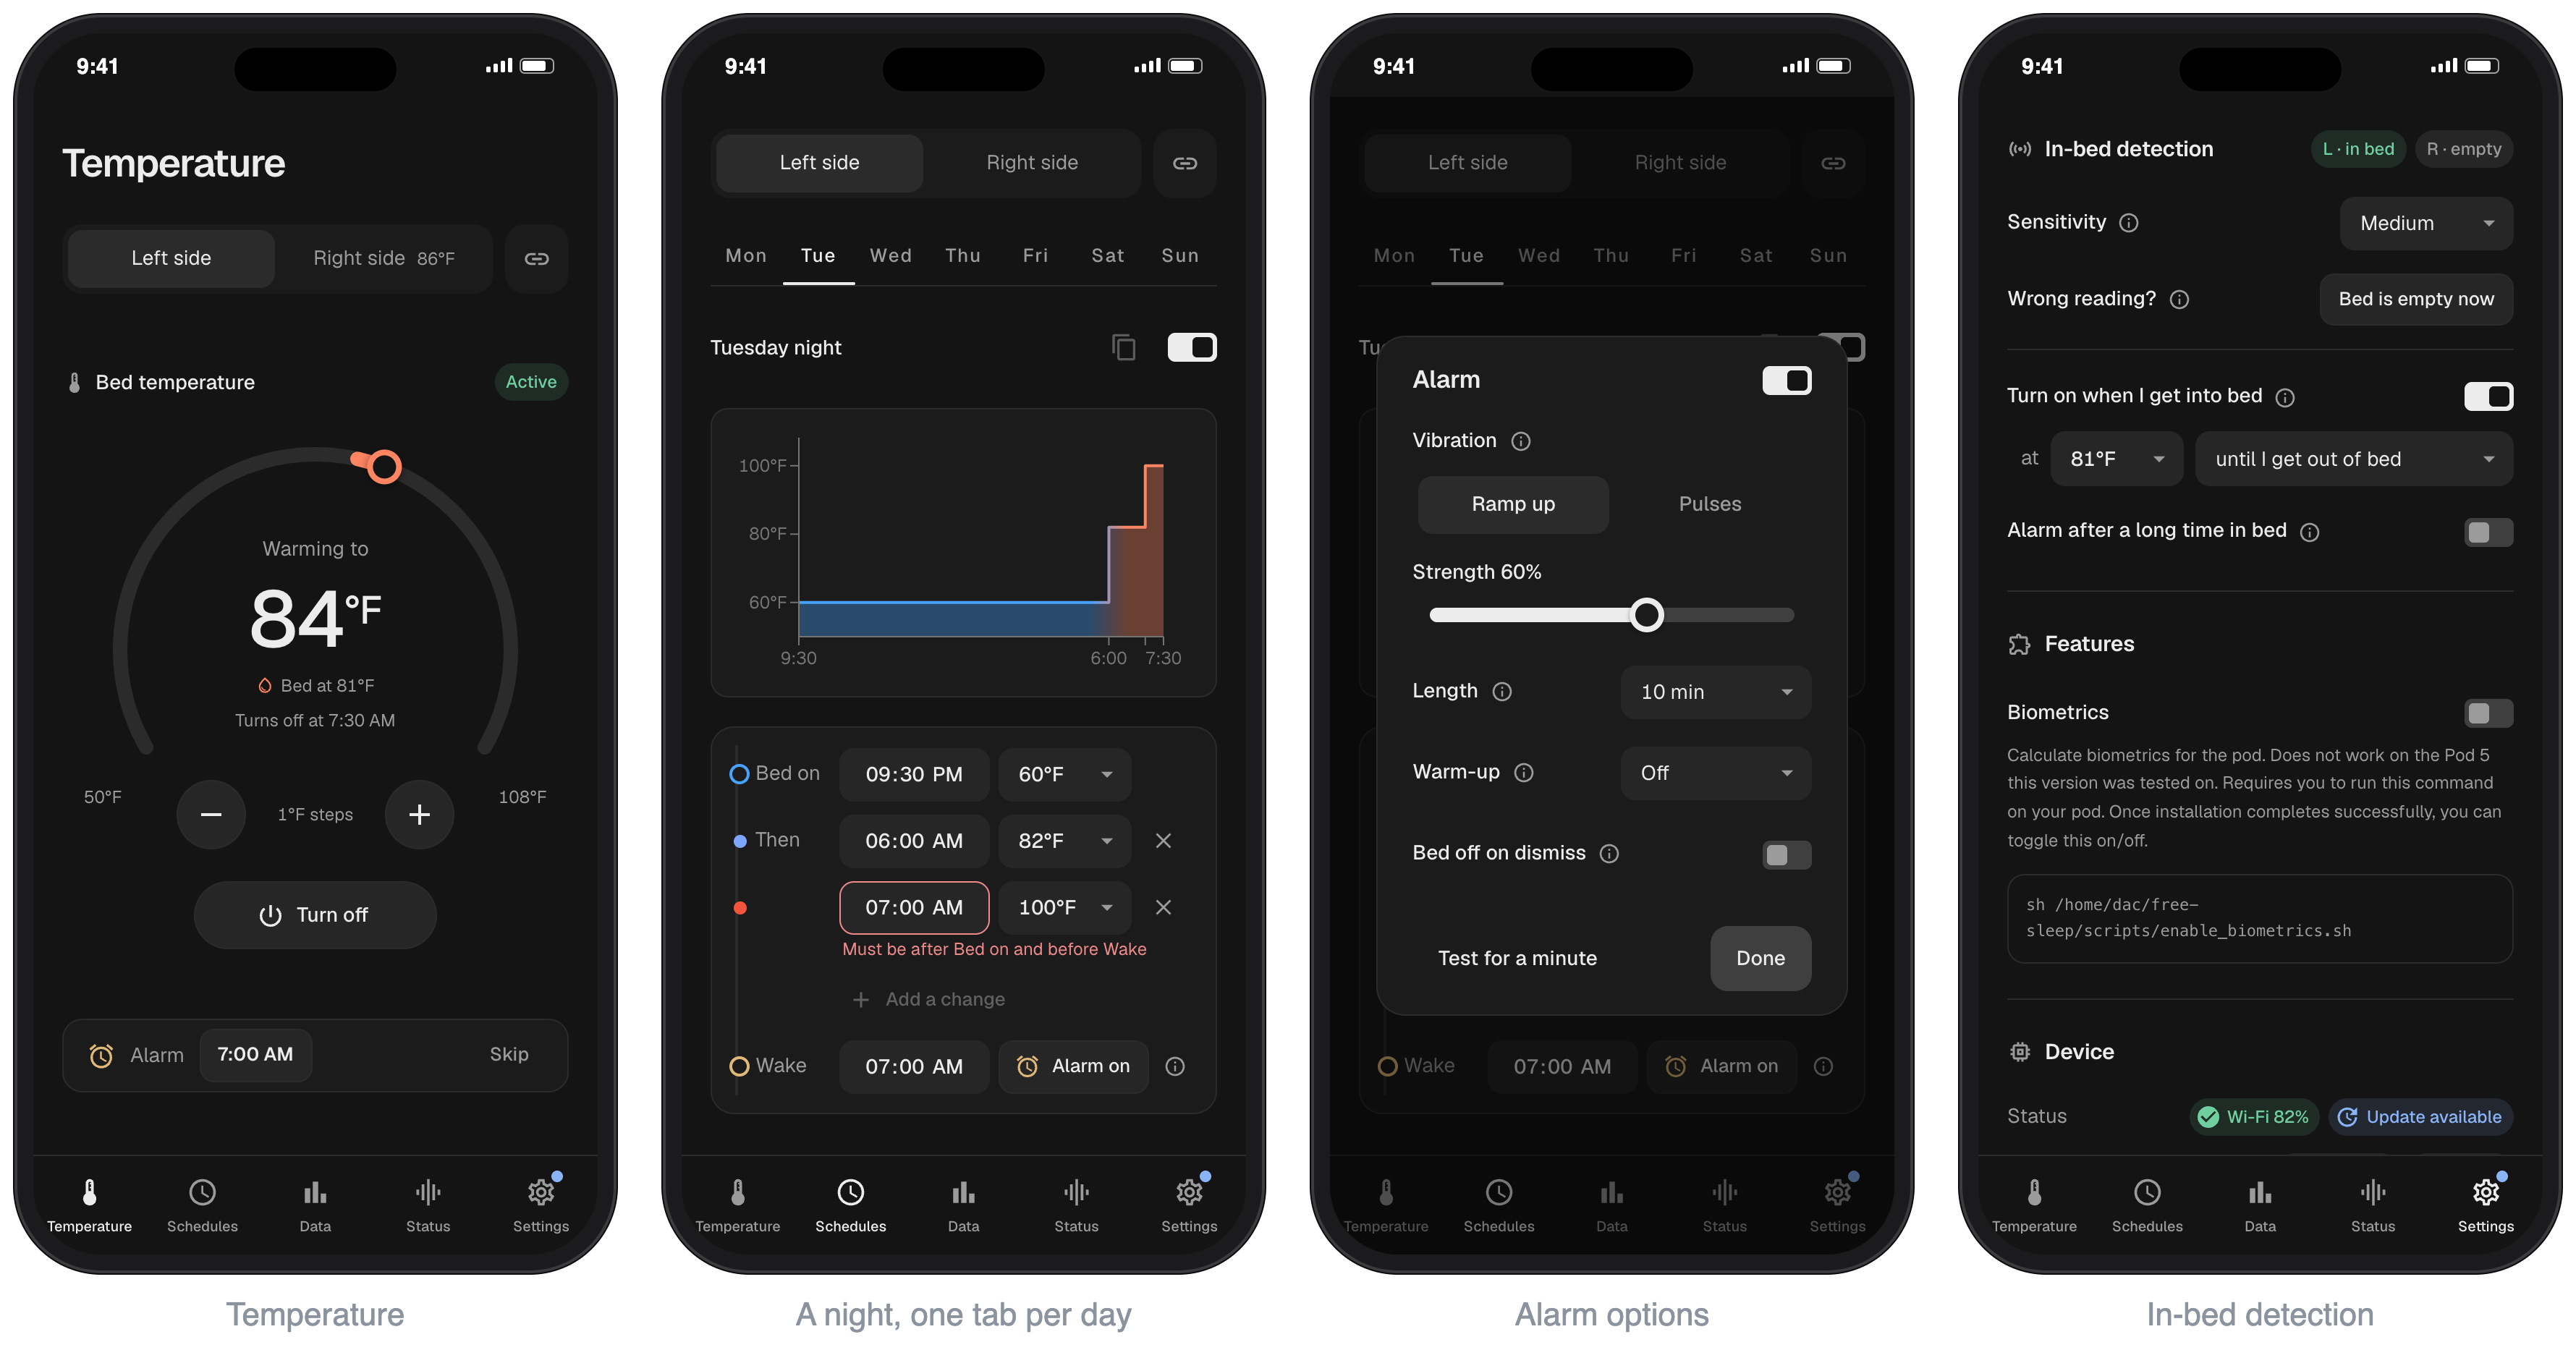 9:41
Temperature
Left side
Right side 86°F
Bed temperature
Active
Warming to
84°F
Bed at 81°F
Turns off at 7:30 AM
50°F
1°F steps
108°F
Turn off
Alarm
7:00 AM
Skip
Temperature
Schedules
Data
Status
Settings
Temperature
9:41
Left side
Right side
Mon
Tue
Wed
Thu
Fri
Sat
Sun
Tuesday night
100°F
80°F
60°F
9:30
6:00
7:30
Bed on
09:30 PM
60°F
Then
06:00 AM
82°F
07:00 AM
100°F
Must be after Bed on and before Wake
Add a change
Wake
07:00 AM
Alarm on
Temperature
Schedules
Data
Status
Settings
A night, one tab per day
9:41
Left side
Right side
Mon
Tue
Wed
Thu
Fri
Sat
Sun
Tu
Alarm
Vibration
Ramp up
Pulses
Strength 60%
Length
10 min
Warm-up
Off
Bed off on dismiss
Test for a minute
Done
Wake
07:00 AM
Alarm on
Temperature
Schedules
Data
Status
Settings
Alarm options
9:41
In-bed detection
L · in bed
R · empty
Sensitivity
Medium
Wrong reading?
Bed is empty now
Turn on when I get into bed
at
81°F
until I get out of bed
Alarm after a long time in bed
Features
Biometrics
Calculate biometrics for the pod. Does not work on the Pod 5
this version was tested on. Requires you to run this command
on your pod. Once installation completes successfully, you can
toggle this on/off.
sh /home/dac/free-
sleep/scripts/enable_biometrics.sh
Device
Status
Wi-Fi 82%
Update available
Temperature
Schedules
Data
Status
Settings
In-bed detection